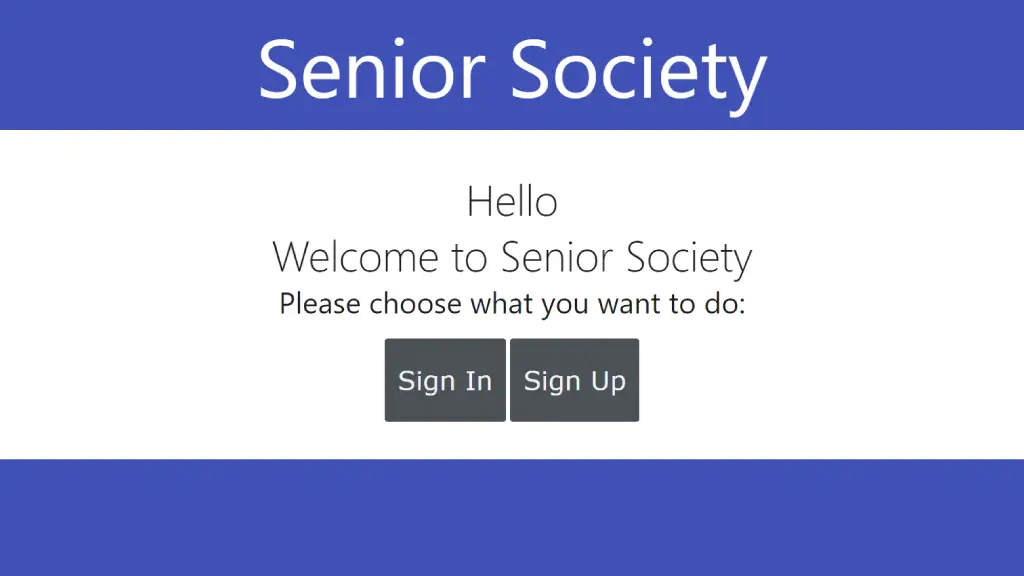 Senior Society
Hello
Welcome to Senior Society
Please choose what you want to do:
Sign In Sign Up